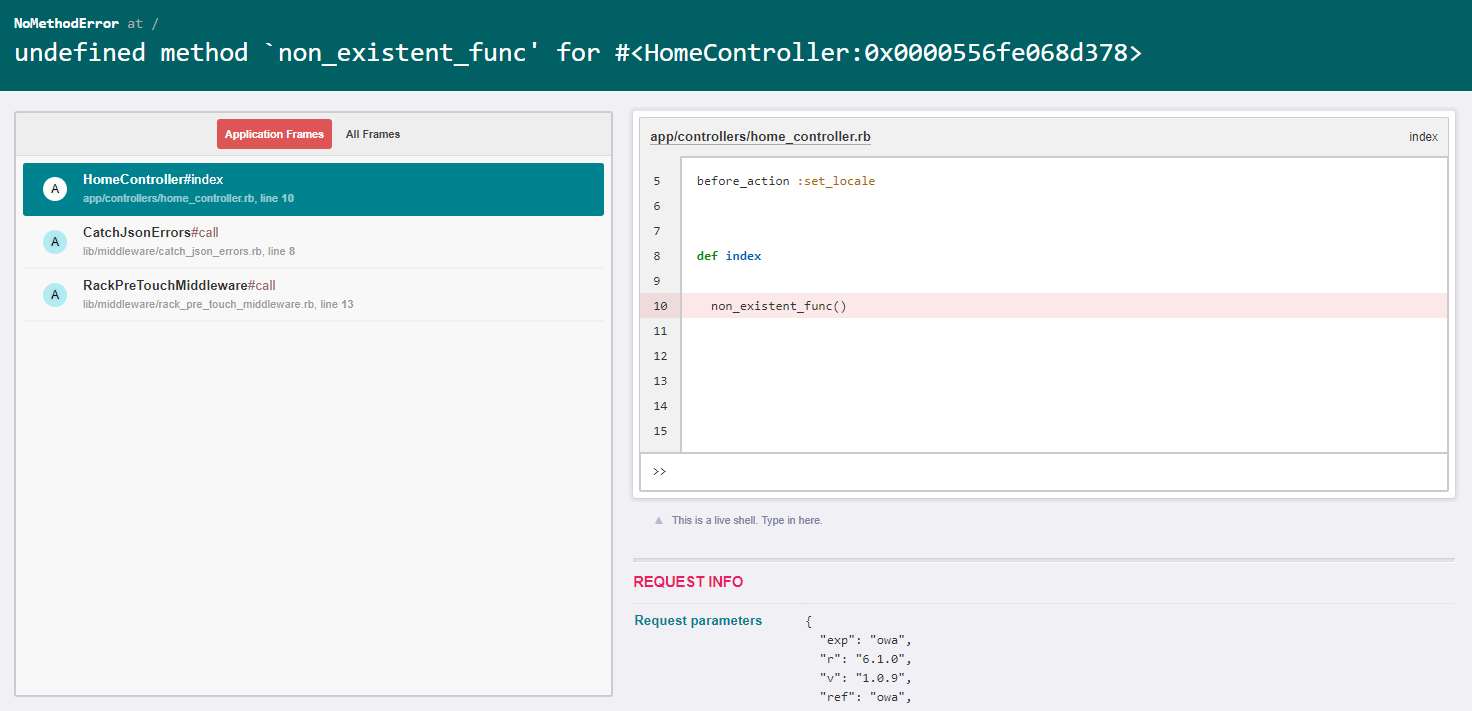 NoMethodError at /
undefined method `non_existent_func' for #<HomeController:0x0000556fe068d378>
Application Frames All Frames
A
HomeController#index
app/controllers/home_controller.rb, line 10
A
CatchJsonErrors#call
lib/middleware/catch_json_errors.rb, line 8
A
RackPreTouchMiddleware#call
lib/middleware/rack_pre_touch_middleware.rb, line 13
app/controllers/home_controller.rb index
5 before_action :set_locale
6
7
8 def index
9
10 non_existent_func()
11
12
13
14
15
>>
▲ This is a live shell. Type in here.
REQUEST INFO
Request parameters {
"exp": "owa",
"r": "6.1.0",
"v": "1.0.9",
"ref": "owa",